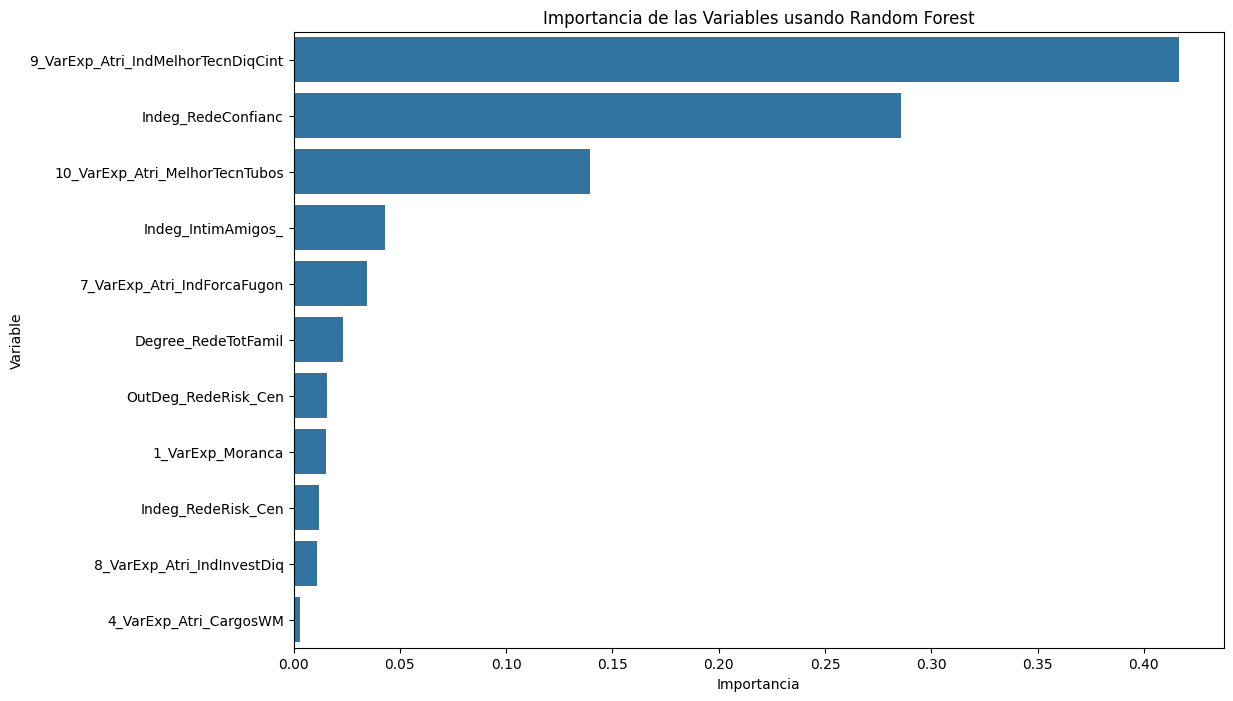 Importancia de las Variables usando Random Forest
9_VarExp_Atri_IndMelhorTecnDiqCint
Indeg_RedeConfianc
10_VarExp_Atri_MelhorTecnTubos
Indeg_IntimAmigos_
7_VarExp_Atri_IndForcaFugon
Degree_RedeTotFamil
OutDeg_RedeRisk_Cen
1_VarExp_Moranca
Indeg_RedeRisk_Cen
8_VarExp_Atri_IndInvestDiq
4_VarExp_Atri_CargosWM
Variable
0.00 0.05 0.10 0.15 0.20 0.25 0.30 0.35 0.40
Importancia